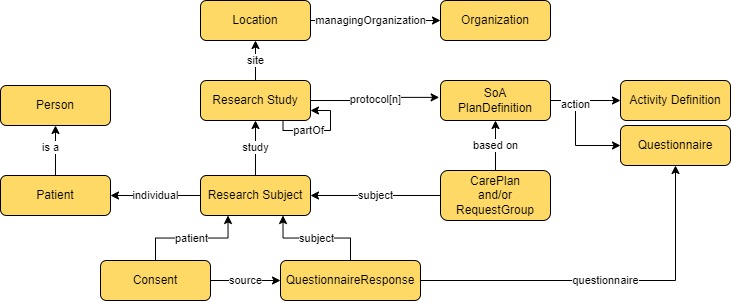 Location
managingOrganization
Organization
site
Person
Research Study
protocol[n]
SoA
PlanDefinition
action
Activity Definition
partOf
is a
study
based on
Questionnaire
Patient
individual
Research Subject
subject
CarePlan
and/or
RequestGroup
patient
subject
Consent
source
QuestionnaireResponse
questionnaire